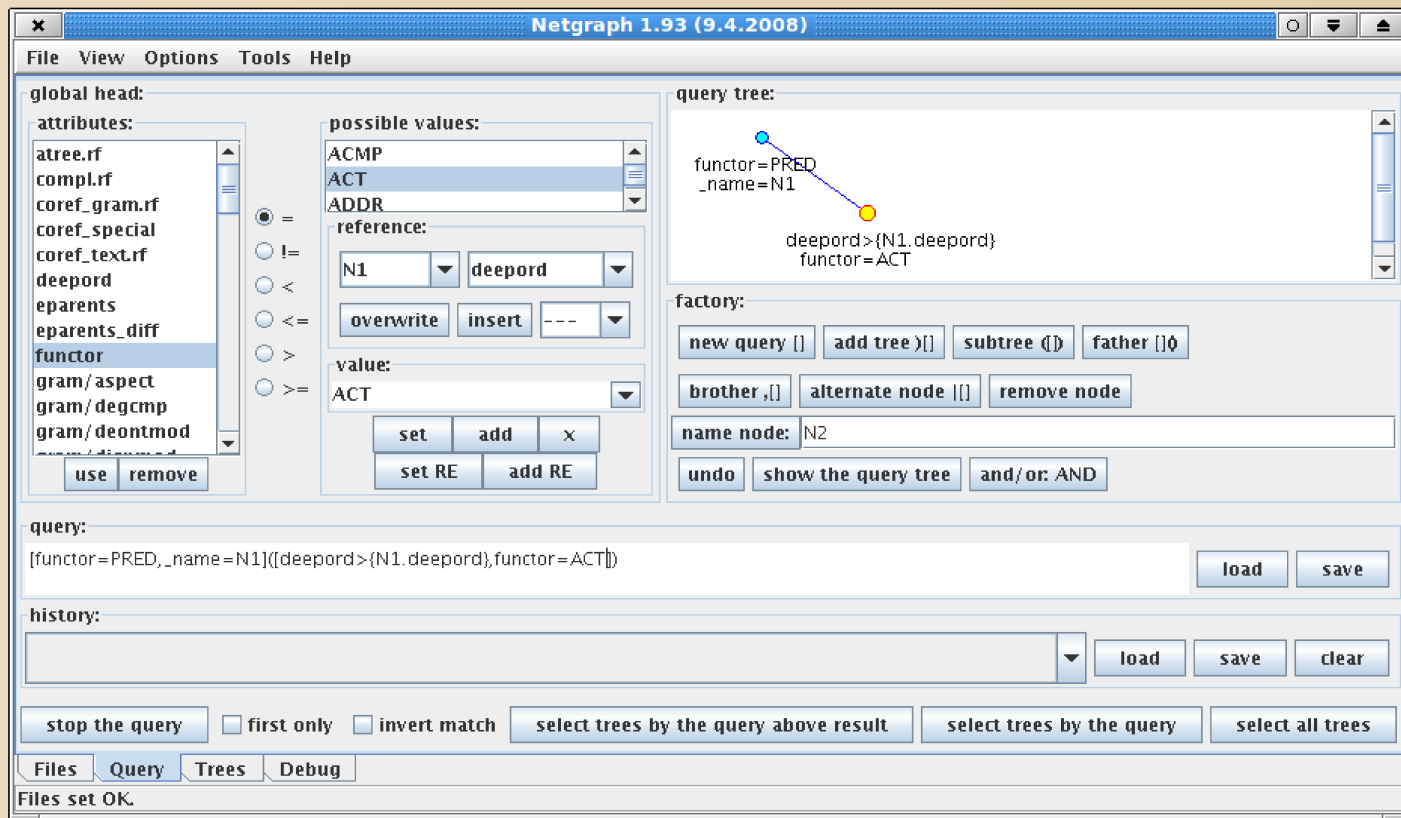 Netgraph 1.93 (9.4.2008)
File View Options Tools Help
global head:
attributes:
atree.rf
compl.rf
coref_gram.rf
coref_special
coref_text.rf
deepord
eparents
eparents_diff
functor
gram/aspect
gram/degcmp
gram/deontmod
use remove
=
!=
<
<=
>
>=
possible values:
ACMP
ACT
ADDR
reference:
N1 deepord
overwrite insert ---
value:
ACT
set add x
set RE add RE
query tree:
functor=PRED
_name=N1
deepord>{N1.deepord}
functor=ACT
factory:
new query [] add tree )[] subtree ([]) father []()
brother ,[] alternate node |[] remove node
name node: N2
undo show the query tree and/or: AND
query:
[functor=PRED,_name=N1]([deepord>{N1.deepord},functor=ACT])
load save
history:
load save clear
stop the query first only invert match select trees by the query above result select trees by the query select all trees
Files Query Trees Debug
Files set OK.